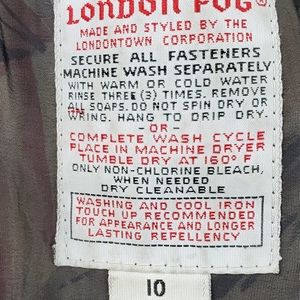 LONDON FOG®
MADE AND STYLED BY THE
LONDONTOWN CORPORATION
SECURE ALL FASTENERS
MACHINE WASH SEPARATELY
WITH WARM OR COLD WATER
RINSE THREE (3) TIMES. REMOVE
ALL SOAPS. DO NOT SPIN DRY OR
WRING. HANG TO DRIP DRY.
-OR-
COMPLETE WASH CYCLE
PLACE IN MACHINE DRYER
TUMBLE DRY AT 160° F
ONLY NON-CHLORINE BLEACH,
WHEN NEEDED
DRY CLEANABLE
WASHING AND COOL IRON
TOUCH UP RECOMMENDED
FOR APPEARANCE AND LONGER
LASTING REPELLENCY
10